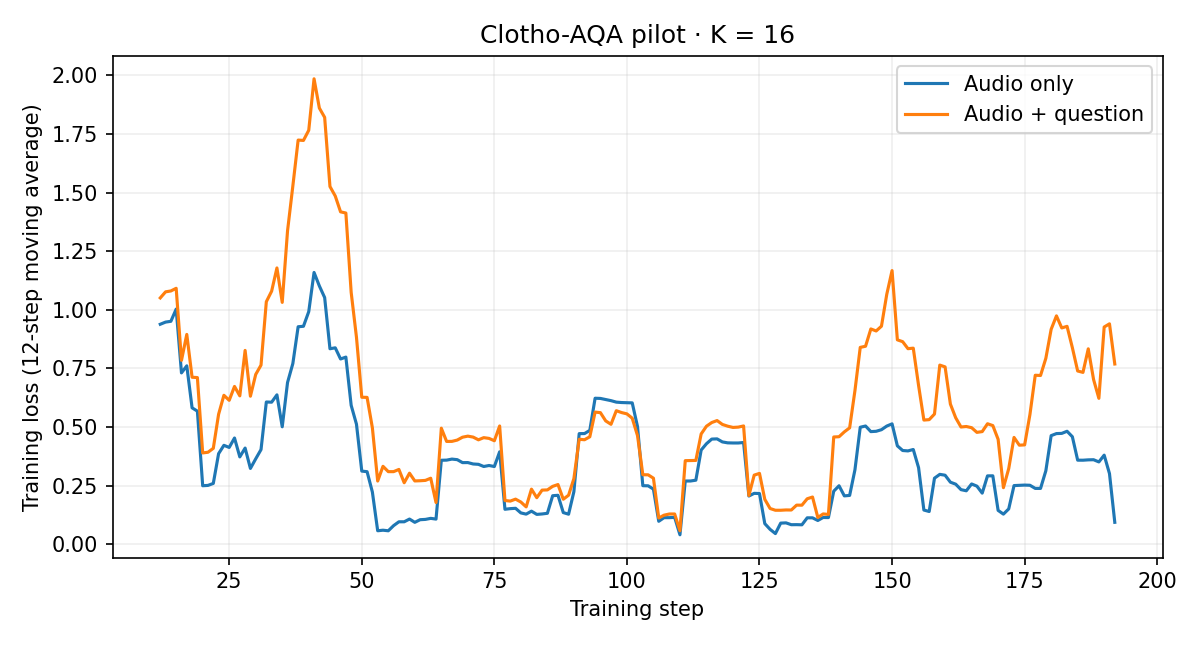 Clotho-AQA pilot · K = 16
Training loss (12-step moving average)
2.00
1.75
1.50
1.25
1.00
0.75
0.50
0.25
0.00
Audio only
Audio + question
25 50 75 100 125 150 175 200
Training step